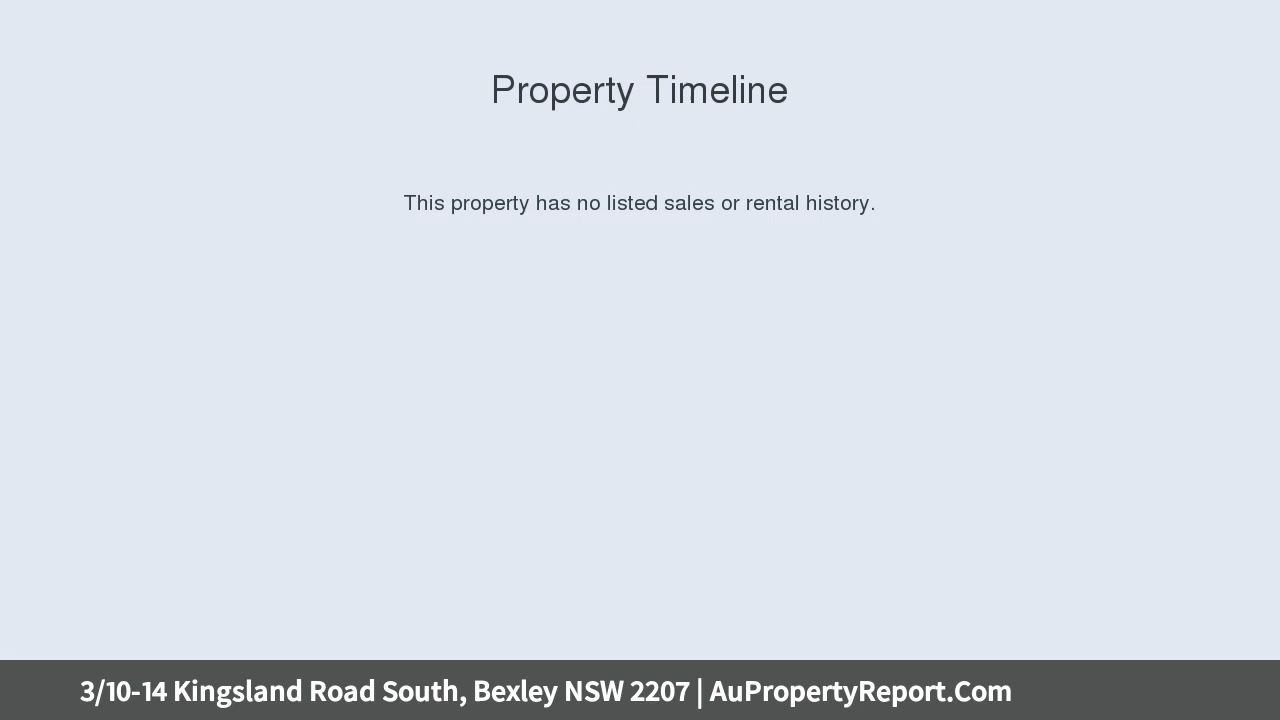 Property Timeline
This property has no listed sales or rental history.
3/10-14 Kingsland Road South, Bexley NSW 2207 | AuPropertyReport.Com